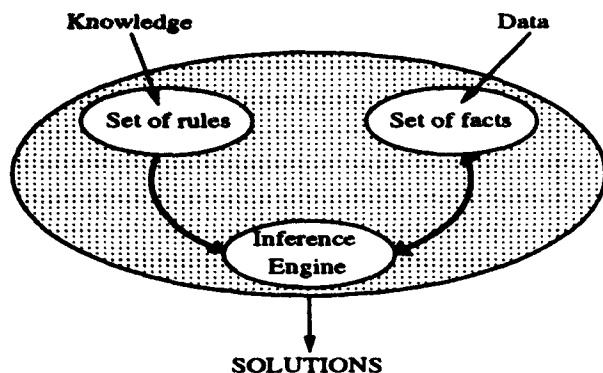 Knowledge
Data
Set of rules
Set of facts
Inference
Engine
SOLUTIONS